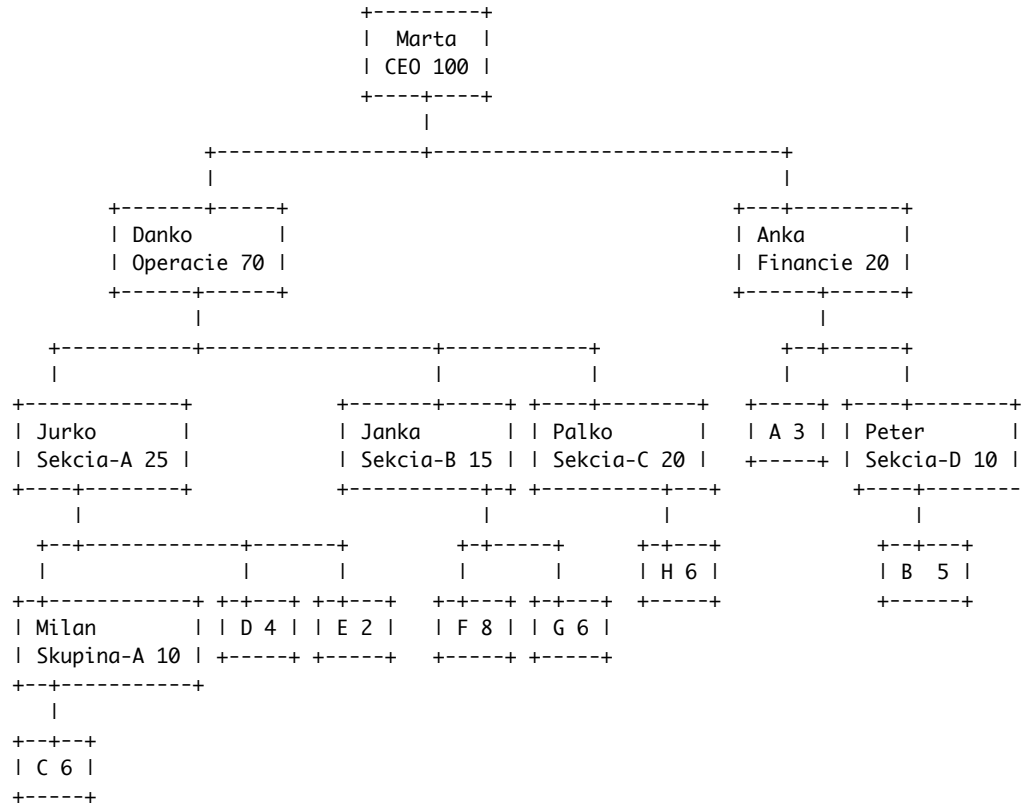 Marta
CEO 100
Danko
Operacie 70
Anka
Financie 20
Jurko
Sekcia-A 25
Janka
Sekcia-B 15
Palko
Sekcia-C 20
A 3
Peter
Sekcia-D 10
H 6
B 5
Milan
Skupina-A 10
D 4
E 2
F 8
G 6
C 6